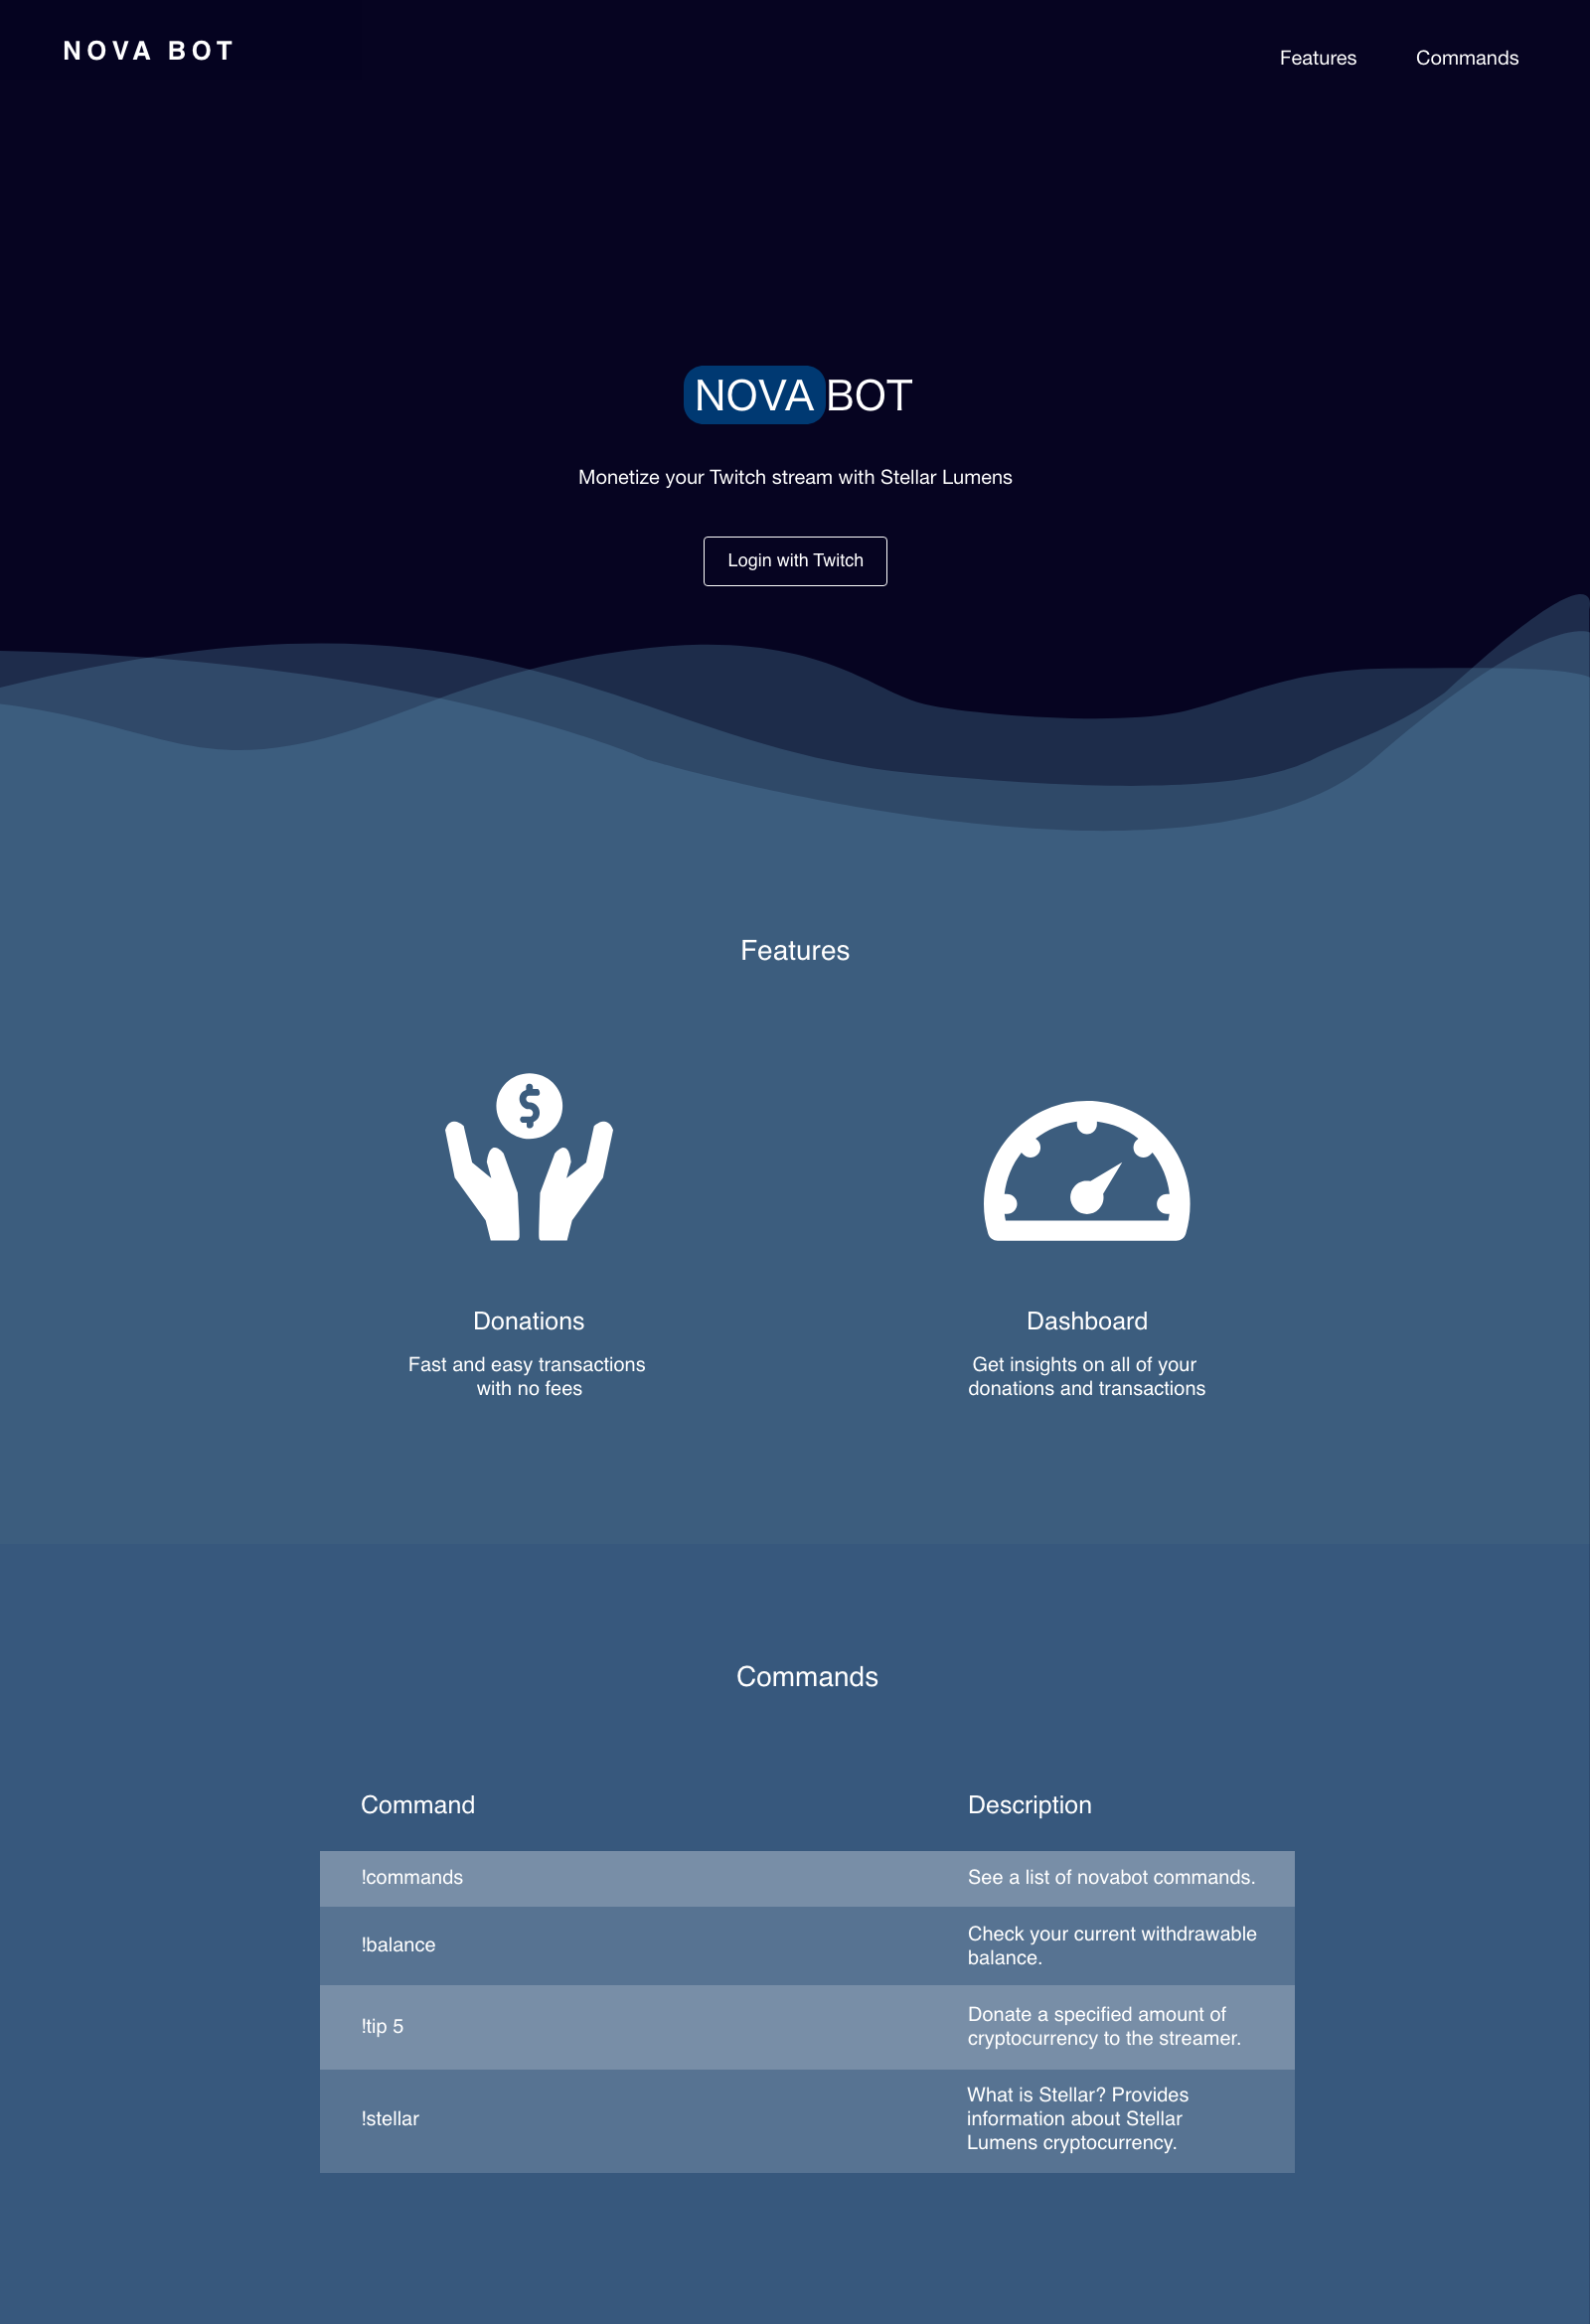 NOVA BOT
Features Commands
NOVA BOT
Monetize your Twitch stream with Stellar Lumens
Login with Twitch
Features
$
Donations
Fast and easy transactions
with no fees
Dashboard
Get insights on all of your
donations and transactions
Commands
Command Description
!commands See a list of novabot commands.
!balance Check your current withdrawable
balance.
!tip 5 Donate a specified amount of
cryptocurrency to the streamer.
!stellar What is Stellar? Provides
information about Stellar
Lumens cryptocurrency.